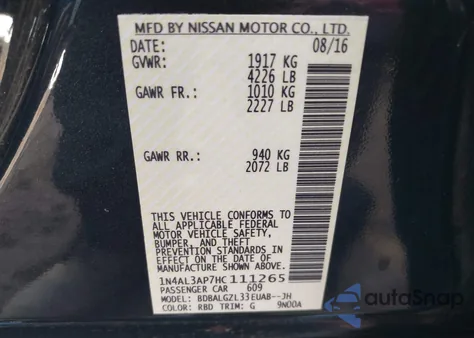 MFD BY NISSAN MOTOR CO., LTD.
DATE: 08/16
GVWR: 1917 KG
4226 LB
GAWR FR.: 1010 KG
2227 LB
GAWR RR.: 940 KG
2072 LB
THIS VEHICLE CONFORMS TO
ALL APPLICABLE FEDERAL
MOTOR VEHICLE SAFETY,
BUMPER, AND THEFT
PREVENTION STANDARDS IN
EFFECT ON THE DATE OF
MANUFACTURE SHOWN ABOVE.
1N4AL3AP7HC111265
PASSENGER CAR 609
MODEL: BDBALGZL33EUAB--JH
COLOR: RBD TRIM: G 9N00A
autaSnap